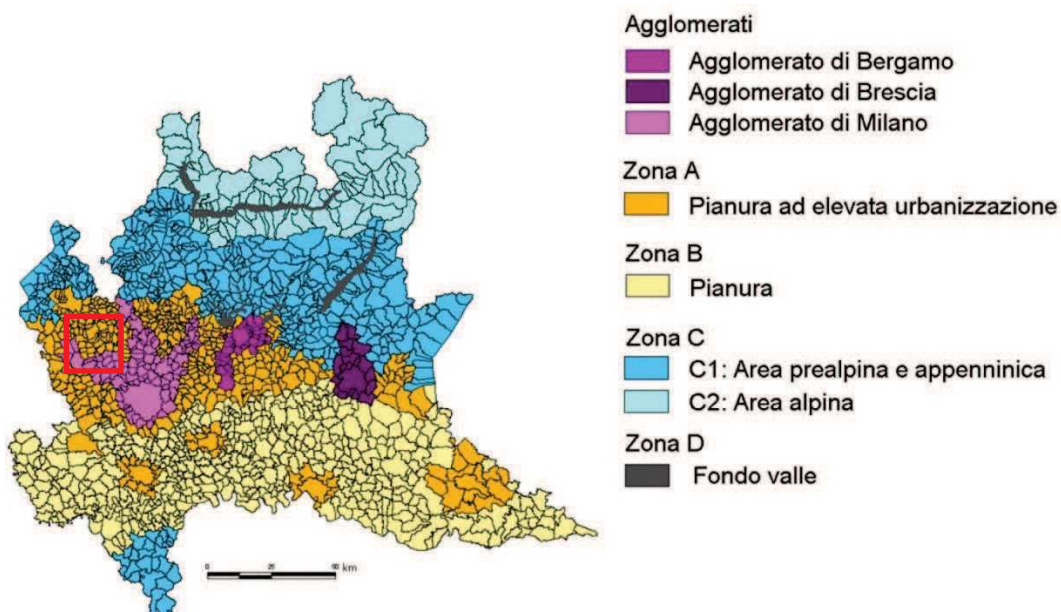 Agglomerati
Agglomerato di Bergamo
Agglomerato di Brescia
Agglomerato di Milano
Zona A
Pianura ad elevata urbanizzazione
Zona B
Pianura
Zona C
C1: Area prealpina e appenninica
C2: Area alpina
Zona D
Fondo valle
0 25 50 km